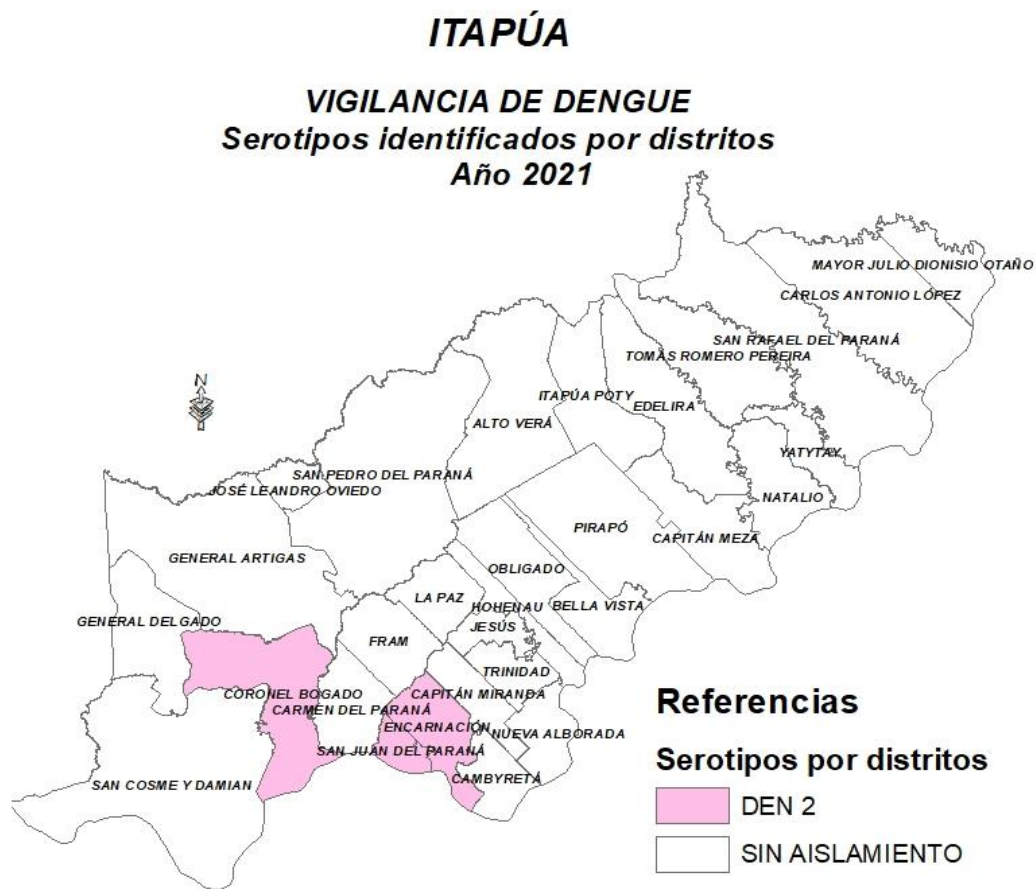 ITAPÚA
VIGILANCIA DE DENGUE
Serotipos identificados por distritos
Año 2021
MAYOR JULIO DIONISIO OTAÑO
CARLOS ANTONIO LÓPEZ
SAN RAFAEL DEL PARANÁ
TOMÁS ROMERO PEREIRA
N
ITAPÚA POTY
EDELIRA
ALTO VERÁ
YATYTAY
SAN PEDRO DEL PARANÁ
JOSÉ LEANDRO OVIEDO
NATALIO
PIRAPÓ
CAPITÁN MEZA
GENERAL ARTIGAS
OBLIGADO
LA PAZ
HOHENAU
BELLA VISTA
GENERAL DELGADO
JESÚS
FRAM
TRINIDAD
CORONEL BOGADO
CAPITÁN MIRANDA
CARMEN DEL PARANÁ
ENCARNACIÓN
NUEVA ALBORADA
SAN JUAN DEL PARANÁ
CAMBYRETÁ
SAN COSME Y DAMIAN
Referencias
Serotipos por distritos
DEN 2
SIN AISLAMIENTO